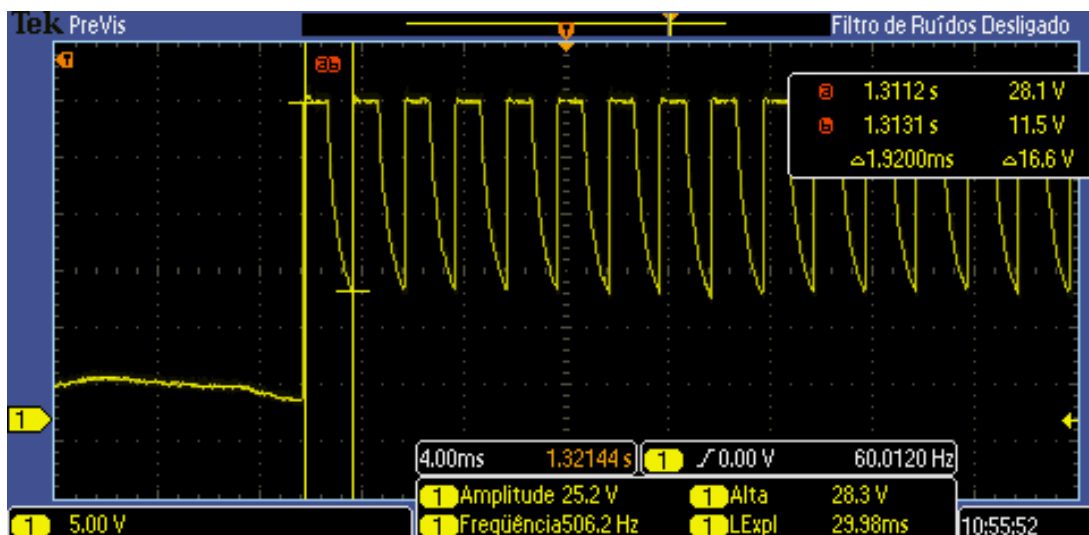 Tek PreVis Filtro de Ruídos Desligado
T
T
a b
a 1.3112 s 28.1 V
b 1.3131 s 11.5 V
△1.9200ms △16.6 V
1
4.00ms 1.32144 s 1 / 0.00 V 60.0120 Hz
1 Amplitude 25.2 V 1 Alta 28.3 V
1 5.00 V 1 Freqüência506.2 Hz 1 LExpl 29.98ms 10:55:52